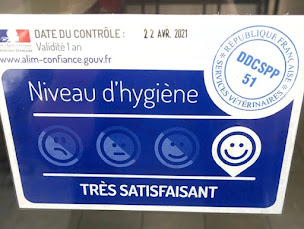 DATE DU CONTRÔLE : 22 AVR. 2021
Validité 1 an
www.alim-confiance.gouv.fr
RÉPUBLIQUE FRANÇAISE
DDCSPP
51
SERVICES VÉTÉRINAIRES
Niveau d'hygiène
TRÈS SATISFAISANT